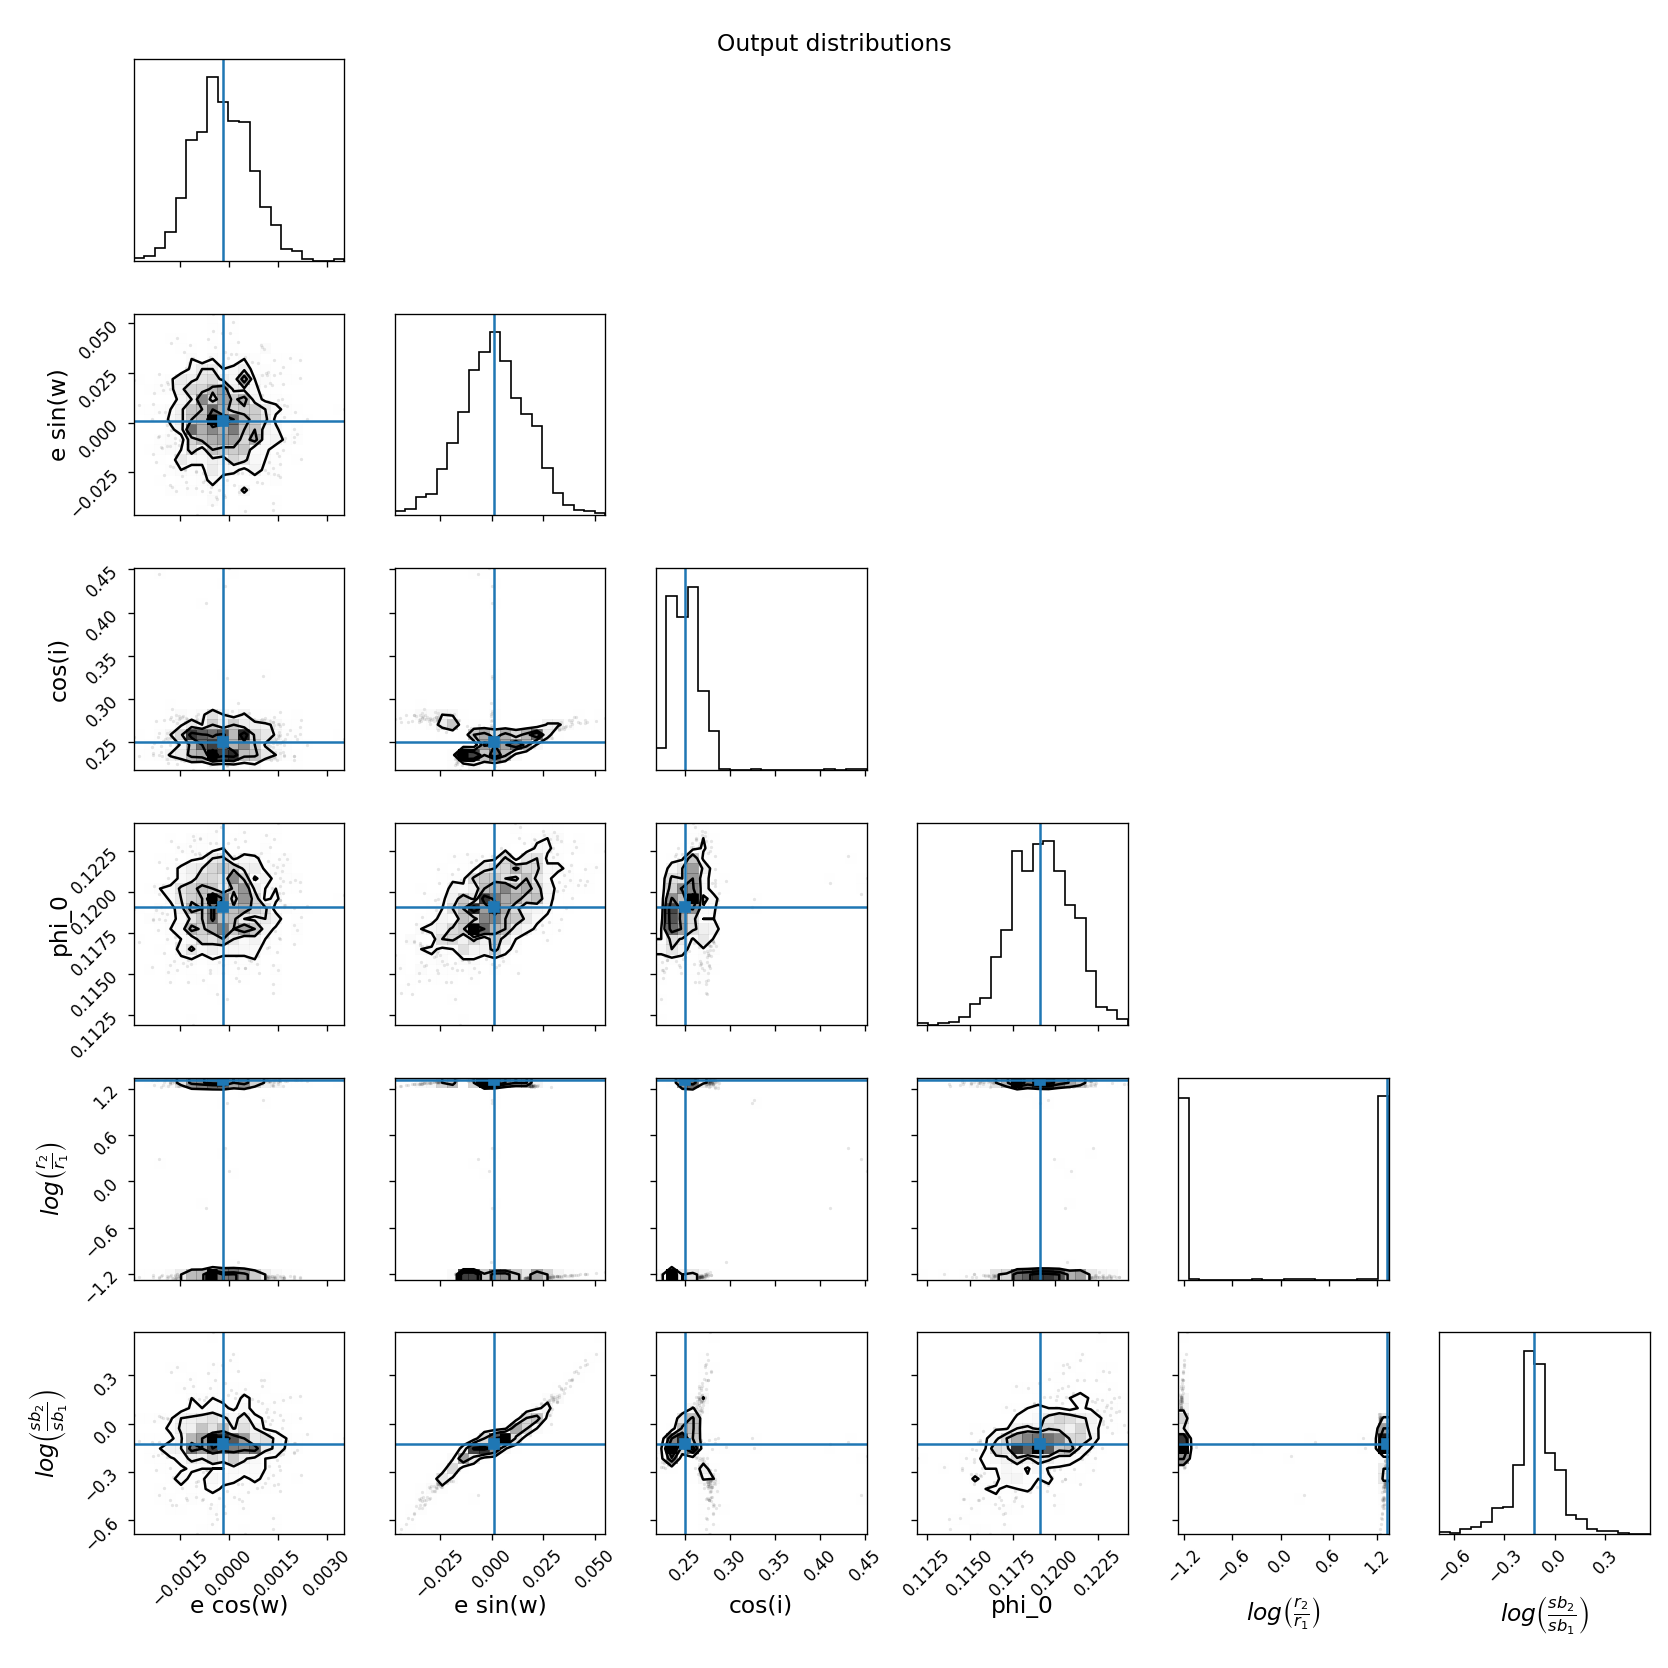 Output distributions
e sin(w)
0.050
0.025
0.000
−0.025
cos(i)
0.45
0.40
0.35
0.30
0.25
phi_0
0.1225
0.1200
0.1175
0.1150
0.1125
log(r₂/r₁)
1.2
0.6
0.0
−0.6
−1.2
log(sb₂/sb₁)
0.3
0.0
−0.3
−0.6
−0.0015 0.0000 0.0015 0.0030
−0.025 0.000 0.025 0.050
0.25 0.30 0.35 0.40 0.45
0.1125 0.1150 0.1175 0.1200 0.1225
−1.2 −0.6 0.0 0.6 1.2
−0.6 −0.3 0.0 0.3
e cos(w) e sin(w) cos(i) phi_0 log(r₂/r₁) log(sb₂/sb₁)